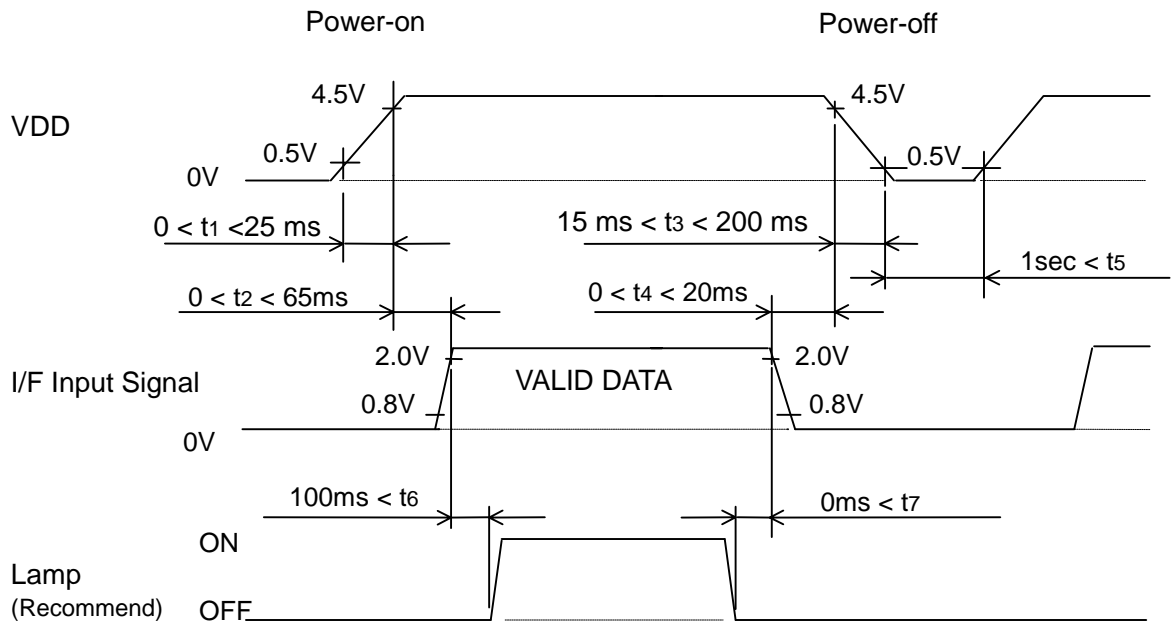 Power-on
Power-off
VDD
4.5V
4.5V
0.5V
0.5V
0V
0 < t1 <25 ms
15 ms < t3 < 200 ms
1sec < t5
0 < t2 < 65ms
0 < t4 < 20ms
I/F Input Signal
2.0V
VALID DATA
2.0V
0.8V
0.8V
0V
100ms < t6
0ms < t7
ON
Lamp
(Recommend)
OFF